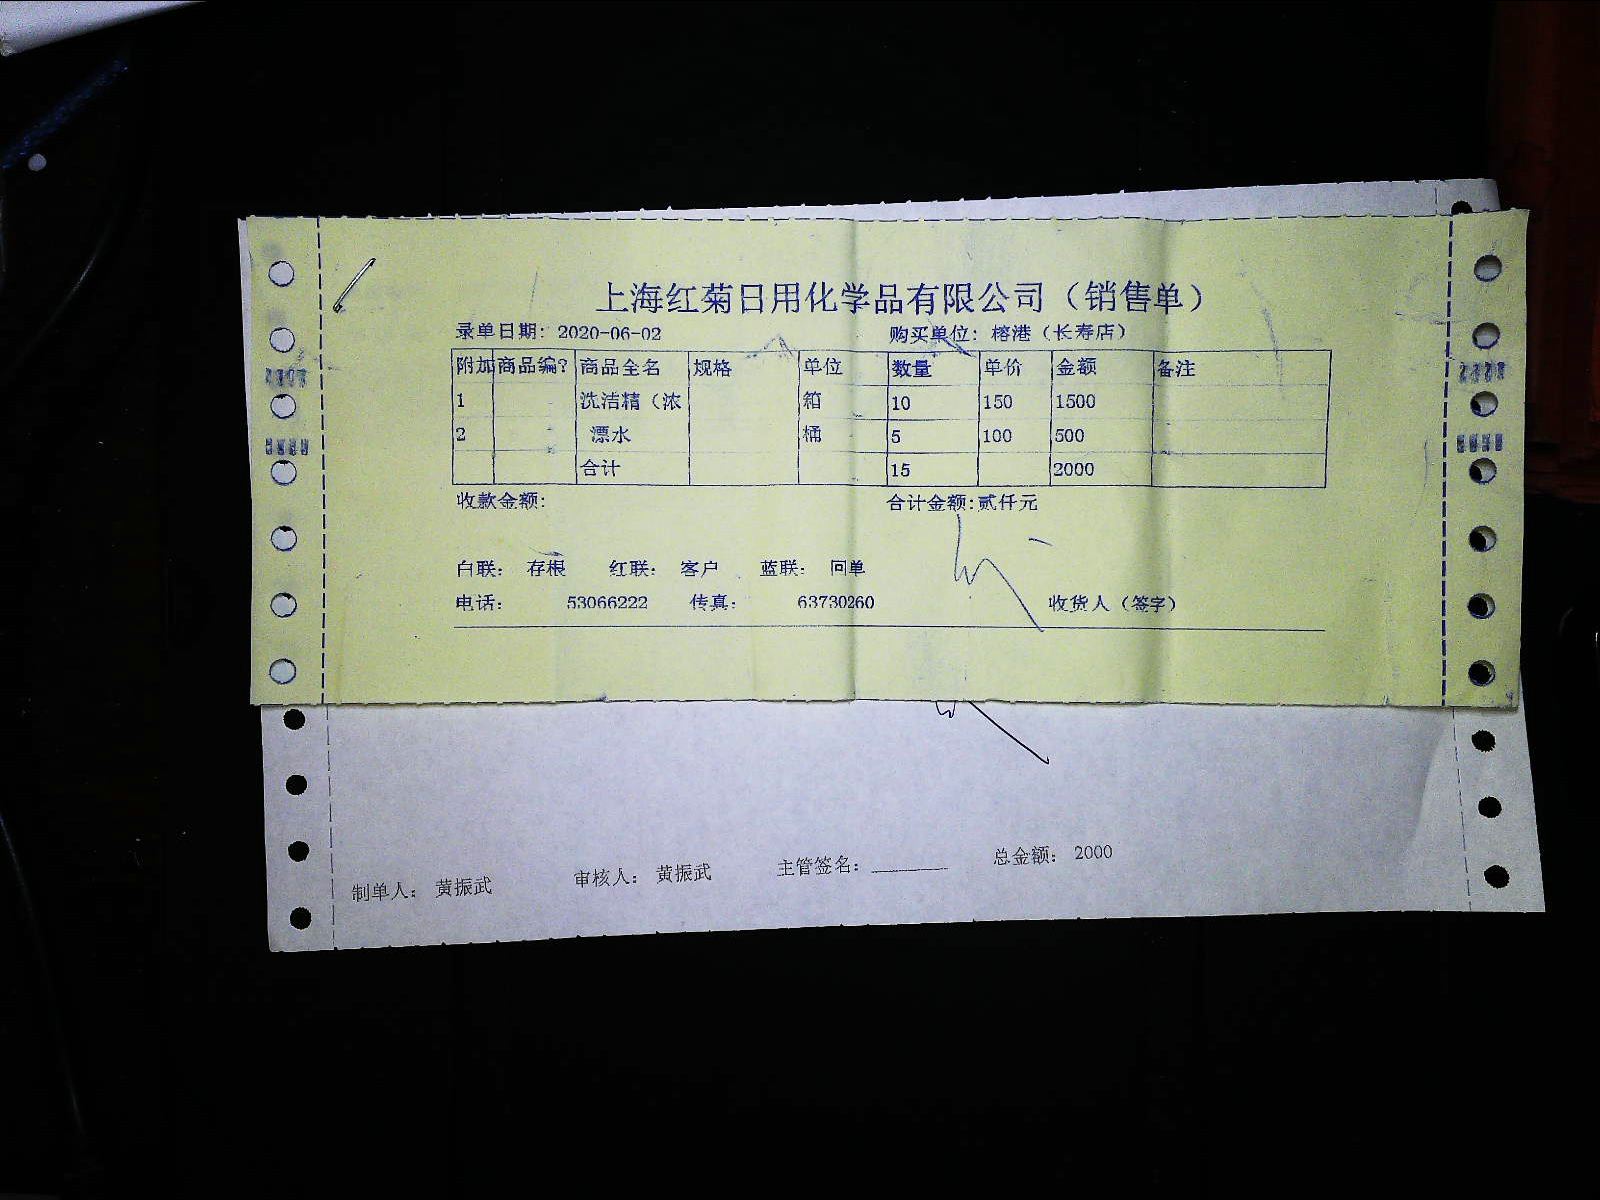 上海红菊日用化学品有限公司（销售单）
录单日期: 2020-06-02 购买单位: 榕港（长寿店）
附加 商品编? 商品全名 规格 单位 数量 单价 金额 备注
1 洗洁精（浓 箱 10 150 1500
2 漂水 桶 5 100 500
合计 15 2000
收款金额: 合计金额:贰仟元
白联: 存根 红联: 客户 蓝联: 回单
电话: 53066222 传真: 63730260 收货人（签字）
制单人: 黄振武 审核人: 黄振武 主管签名: 总金额: 2000